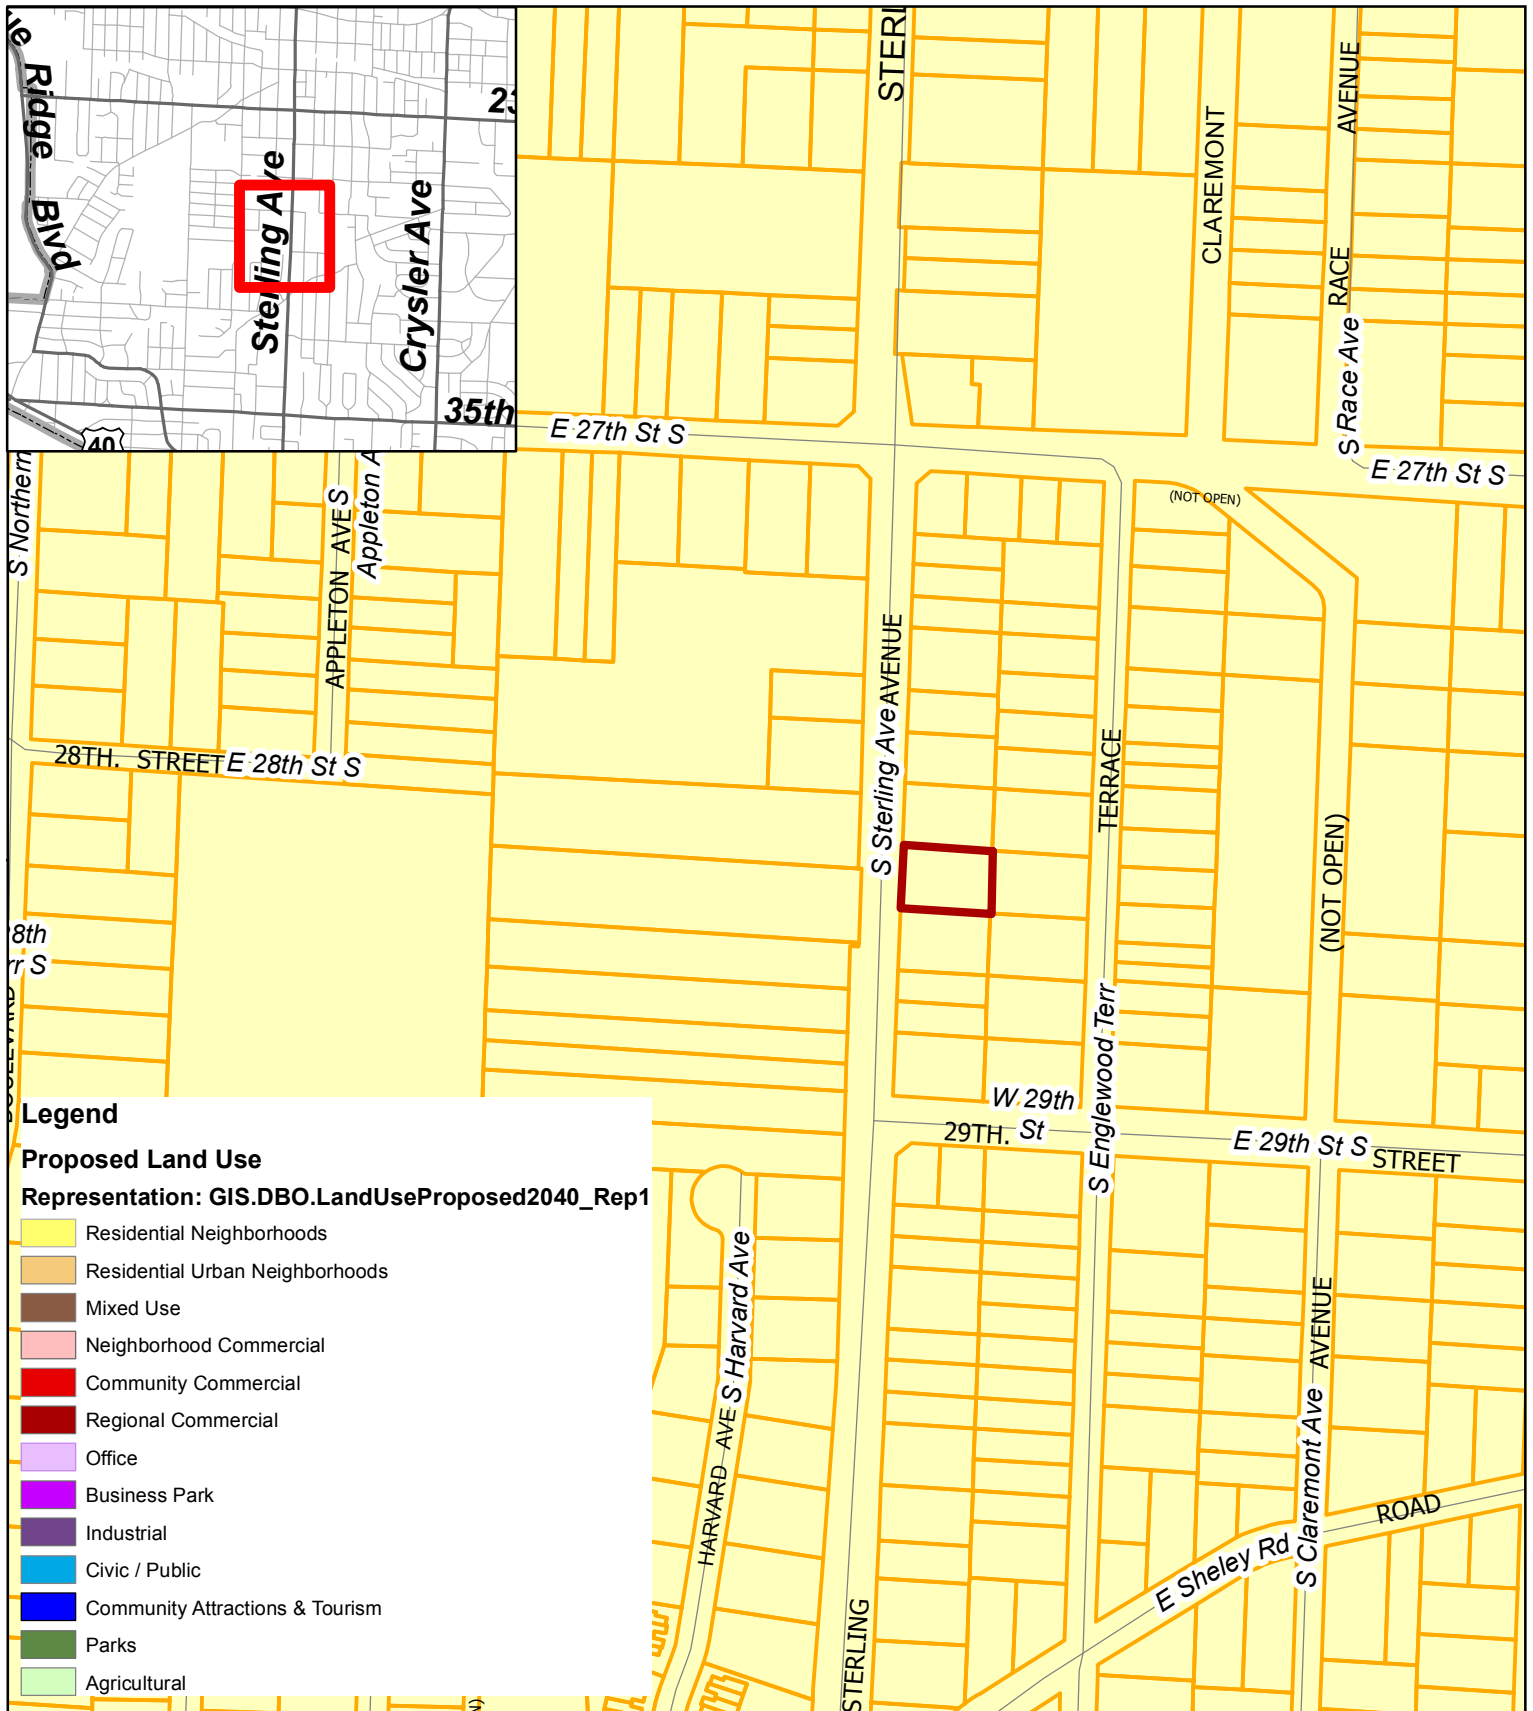 Ridge
Blvd
Sterling Ave
Crysler Ave
35th
40
STERL
CLAREMONT
RACE AVENUE
S Race Ave
E 27th St S
E 27th St S
(NOT OPEN)
S Northern
APPLETON AVE S
Appleton A
28TH. STREET E 28th St S
S Sterling Ave AVENUE
TERRACE
(NOT OPEN)
rr S
S Englewood Terr
W 29th
29TH. St
E 29th St S STREET
S Harvard Ave
HARVARD AVE
S Claremont Ave AVENUE
E Sheley Rd ROAD
STERLING
Legend
Proposed Land Use
Representation: GIS.DBO.LandUseProposed2040_Rep1
Residential Neighborhoods
Residential Urban Neighborhoods
Mixed Use
Neighborhood Commercial
Community Commercial
Regional Commercial
Office
Business Park
Industrial
Civic / Public
Community Attractions & Tourism
Parks
Agricultural